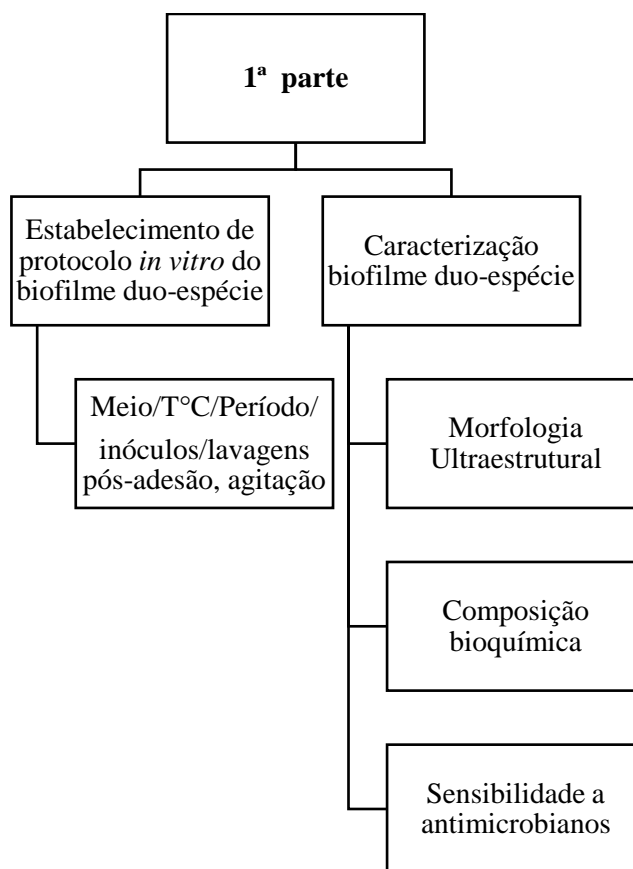 1ª parte
Estabelecimento de
protocolo in vitro do
biofilme duo-espécie
Meio/T°C/Período/
inóculos/lavagens
pós-adesão, agitação
Caracterização
biofilme duo-espécie
Morfologia
Ultraestrutural
Composição
bioquímica
Sensibilidade a
antimicrobianos